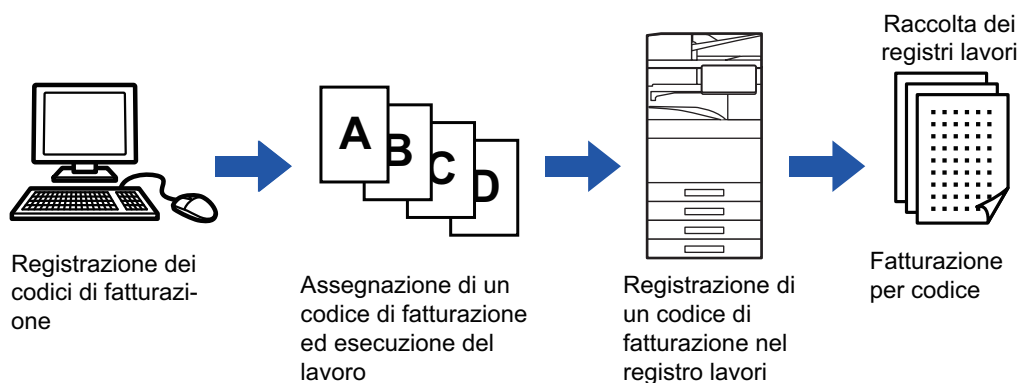 Registrazione dei
codici di fatturazi-
one
A
B
C
D
Assegnazione di un
codice di fatturazione
ed esecuzione del
lavoro
Registrazione di
un codice di
fatturazione nel
registro lavori
Raccolta dei
registri lavori
Fatturazione
per codice